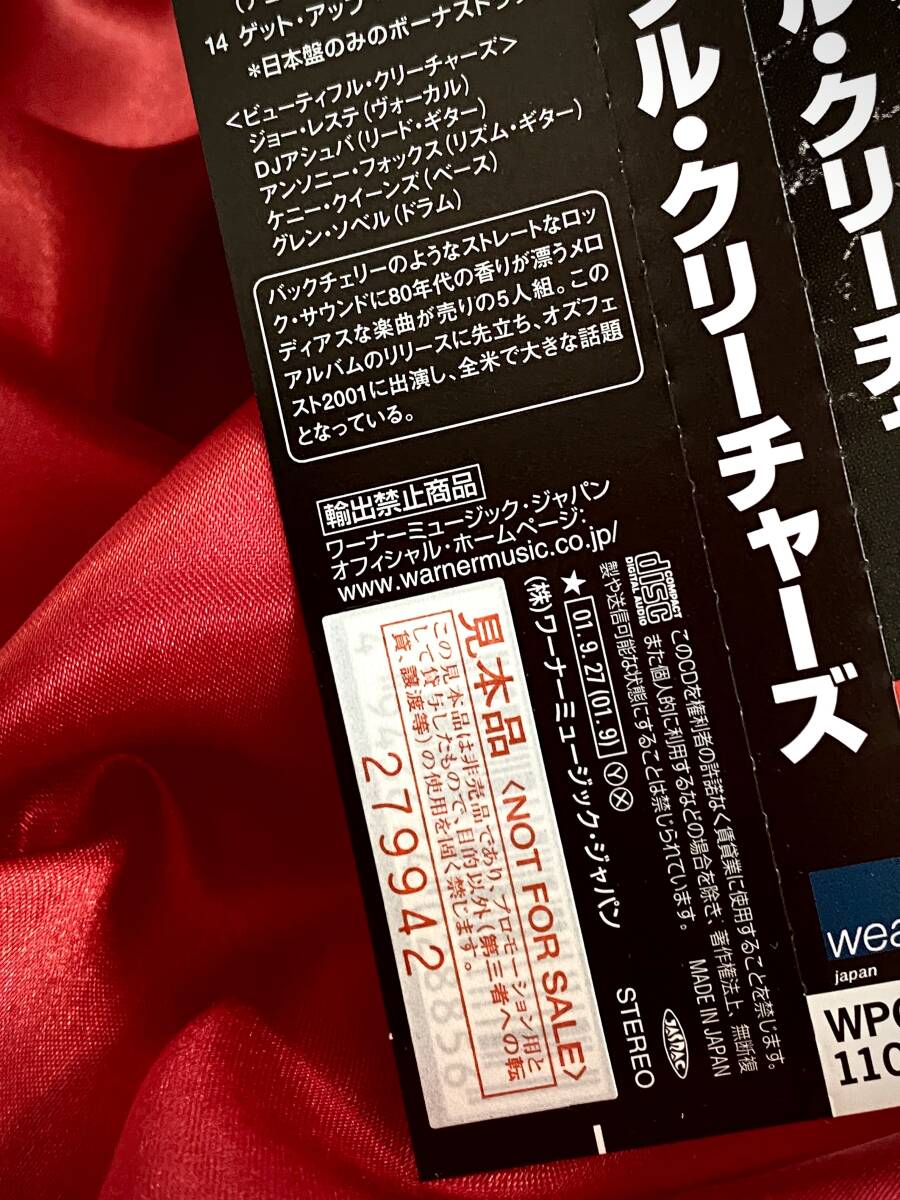 14 ゲット・アップ
*日本盤のみのボーナストラッ
<ビューティフル・クリーチャーズ>
ジョー・レステ(ヴォーカル)
DJアシュバ(リード・ギター)
アンソニー・フォックス(リズム・ギター)
ケニー・クイーンズ(ベース)
グレン・ソベル(ドラム)
バックチェリーのようなストレートなロッ
ク・サウンドに80年代の香りが漂うメロ
ディアスな楽曲が売りの5人組。この
アルバムのリリースに先立ち、オズフェ
スト2001に出演し、全米で大きな話題
となっている。
輸出禁止商品
ワーナーミュージック・ジャパン
オフィシャル・ホームページ:
www.warnermusic.co.jp/
COMPACT
disc
DIGITAL AUDIO
このCDを権利者の許諾なく賃貸業に使用することを禁じます。
また個人的に利用するなどの場合を除き、著作権法上、無断複
製や送信可能な状態にすることは禁じられています。
★ 01.9.27 (01.9) Ⓨ Ⓧ
(株)ワーナーミュージック・ジャパン
STEREO
JASRAC
MADE IN JAPAN
見本品 <NOT FOR SALE>
この見本品は非売品であり、プロモーション用と
して貸与したもので、目的以外(第三者への転
貸、譲渡等)の使用を固く禁じます。
279942
ル・クリーチャーズ
ル・クリーチャ
wea
japan
WPC
110